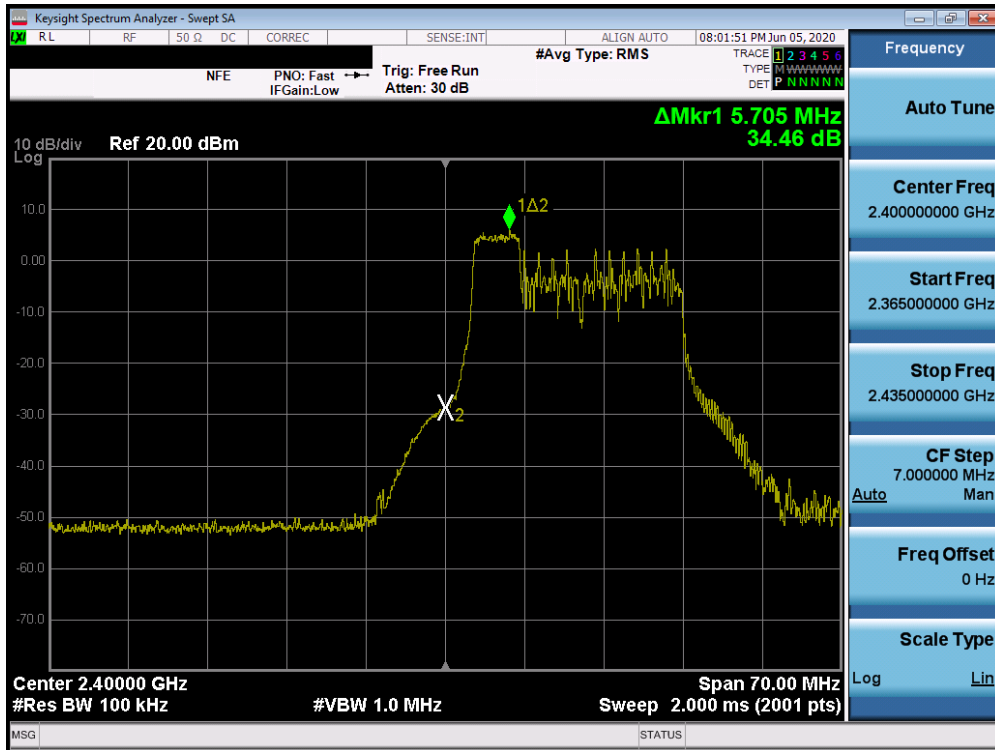 Keysight Spectrum Analyzer - Swept SA
LXI RL RF 50 Ω DC CORREC SENSE:INT ALIGN AUTO 08:01:51 PM Jun 05, 2020
Frequency
NFE PNO: Fast Trig: Free Run #Avg Type: RMS TRACE 1 2 3 4 5 6
IFGain:Low Atten: 30 dB TYPE M WWWWW
DET P N N N N N
Auto Tune
ΔMkr1 5.705 MHz
34.46 dB
10 dB/div Ref 20.00 dBm
Log
10.0
0.00
-10.0
-20.0
-30.0
-40.0
-50.0
-60.0
-70.0
1Δ2
2
Center Freq
2.400000000 GHz
Start Freq
2.365000000 GHz
Stop Freq
2.435000000 GHz
CF Step
7.000000 MHz
Auto Man
Freq Offset
0 Hz
Scale Type
Log Lin
Center 2.40000 GHz Span 70.00 MHz
#Res BW 100 kHz #VBW 1.0 MHz Sweep 2.000 ms (2001 pts)
MSG STATUS